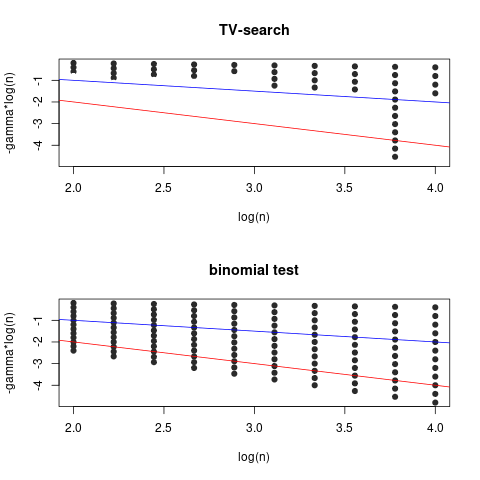 TV-search
-gamma*log(n)
-1
-2
-3
-4
2.0 2.5 3.0 3.5 4.0
log(n)
binomial test
-gamma*log(n)
-1
-2
-3
-4
2.0 2.5 3.0 3.5 4.0
log(n)